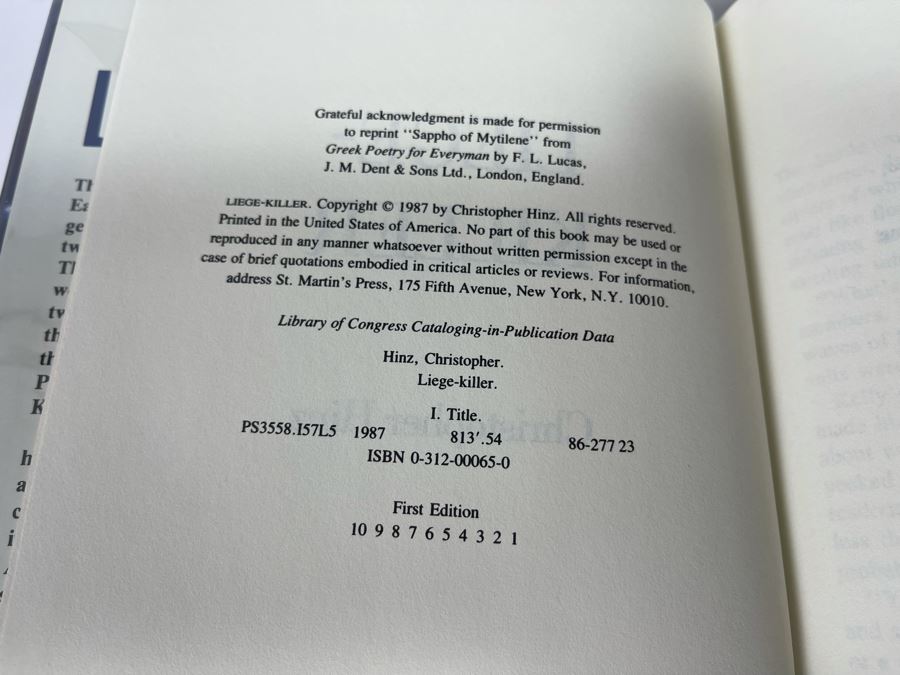 Grateful acknowledgment is made for permission
to reprint "Sappho of Mytilene" from
Greek Poetry for Everyman by F. L. Lucas,
J. M. Dent & Sons Ltd., London, England.
LIEGE-KILLER. Copyright © 1987 by Christopher Hinz. All rights reserved.
Printed in the United States of America. No part of this book may be used or
reproduced in any manner whatsoever without written permission except in the
case of brief quotations embodied in critical articles or reviews. For information,
address St. Martin's Press, 175 Fifth Avenue, New York, N.Y. 10010.
Library of Congress Cataloging-in-Publication Data
Hinz, Christopher.
Liege-killer.
I. Title.
PS3558.I57L5 1987 813'.54 86-27723
ISBN 0-312-00065-0
First Edition
10 9 8 7 6 5 4 3 2 1